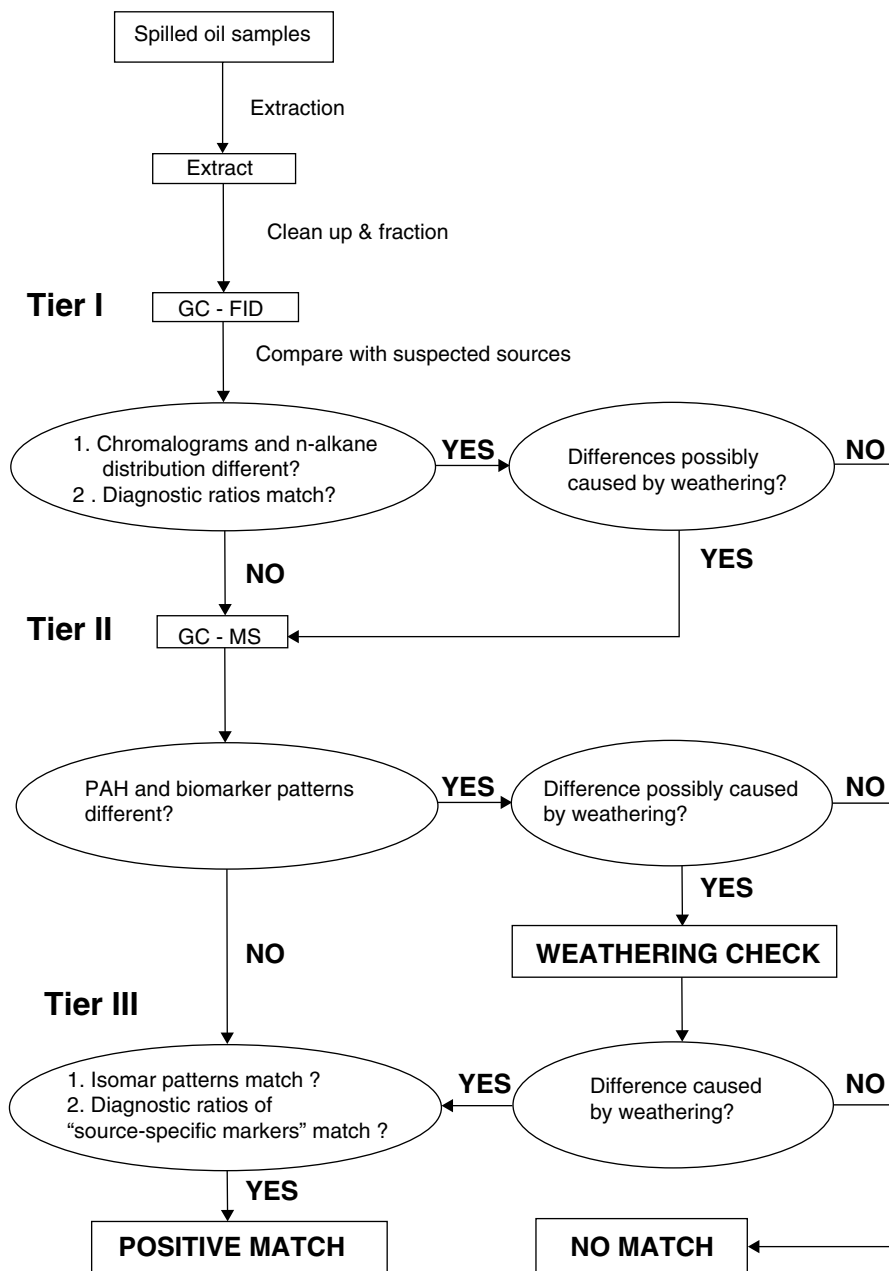 Spilled oil samples
Extraction
Extract
Clean up & fraction
Tier I
GC - FID
Compare with suspected sources
1. Chromalograms and n-alkane
distribution different?
2 . Diagnostic ratios match?
YES
Differences possibly
caused by weathering?
NO
NO
YES
Tier II
GC - MS
PAH and biomarker patterns
different?
YES
Difference possibly caused
by weathering?
NO
YES
NO
WEATHERING CHECK
Tier III
1. Isomar patterns match ?
2. Diagnostic ratios of
“source-specific markers” match ?
YES
Difference caused
by weathering?
NO
YES
POSITIVE MATCH
NO MATCH